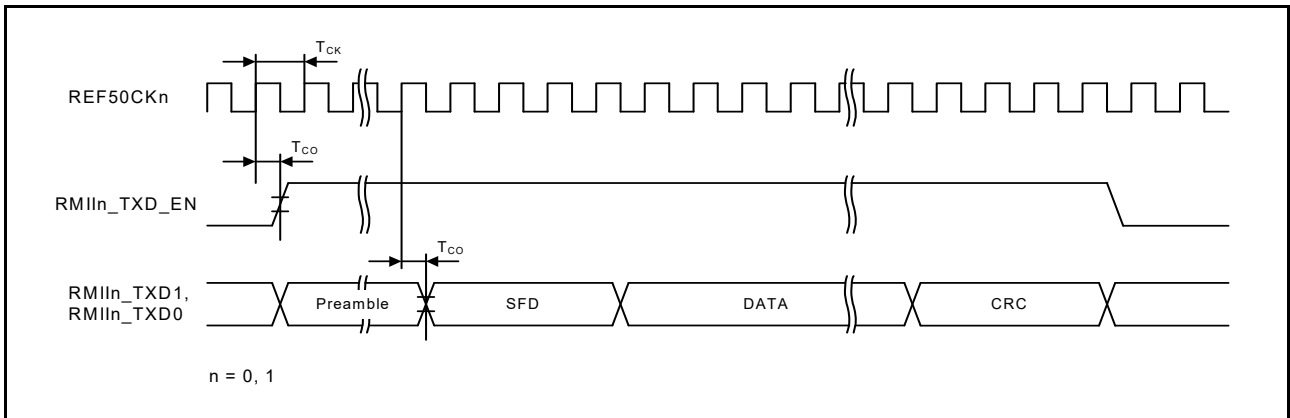 TCK
REF50CKn
TCO
RMIIn_TXD_EN
TCO
RMIIn_TXD1,
RMIIn_TXD0
Preamble SFD DATA CRC
n = 0, 1